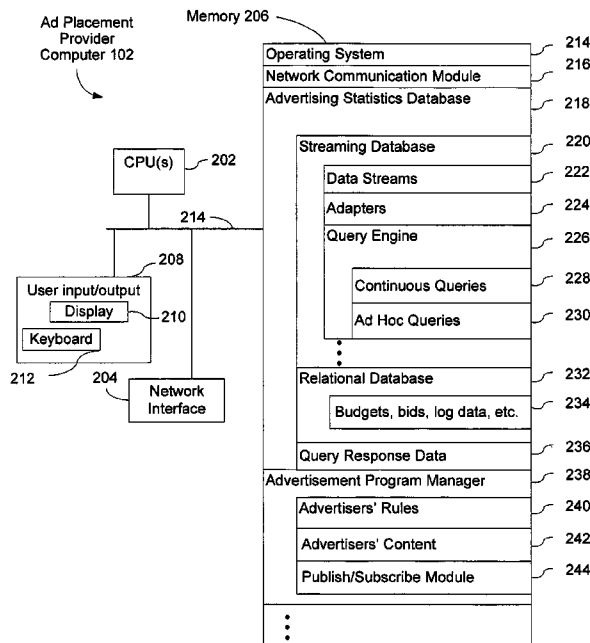 Ad Placement
Provider
Computer 102
Memory 206
Operating System 214
Network Communication Module 216
Advertising Statistics Database 218
Streaming Database 220
Data Streams 222
Adapters 224
Query Engine 226
Continuous Queries 228
Ad Hoc Queries 230
Relational Database 232
Budgets, bids, log data, etc. 234
Query Response Data 236
Advertisement Program Manager 238
Advertisers' Rules 240
Advertisers' Content 242
Publish/Subscribe Module 244
CPU(s) 202
214
208
User input/output
Display 210
Keyboard
212
204 Network
Interface